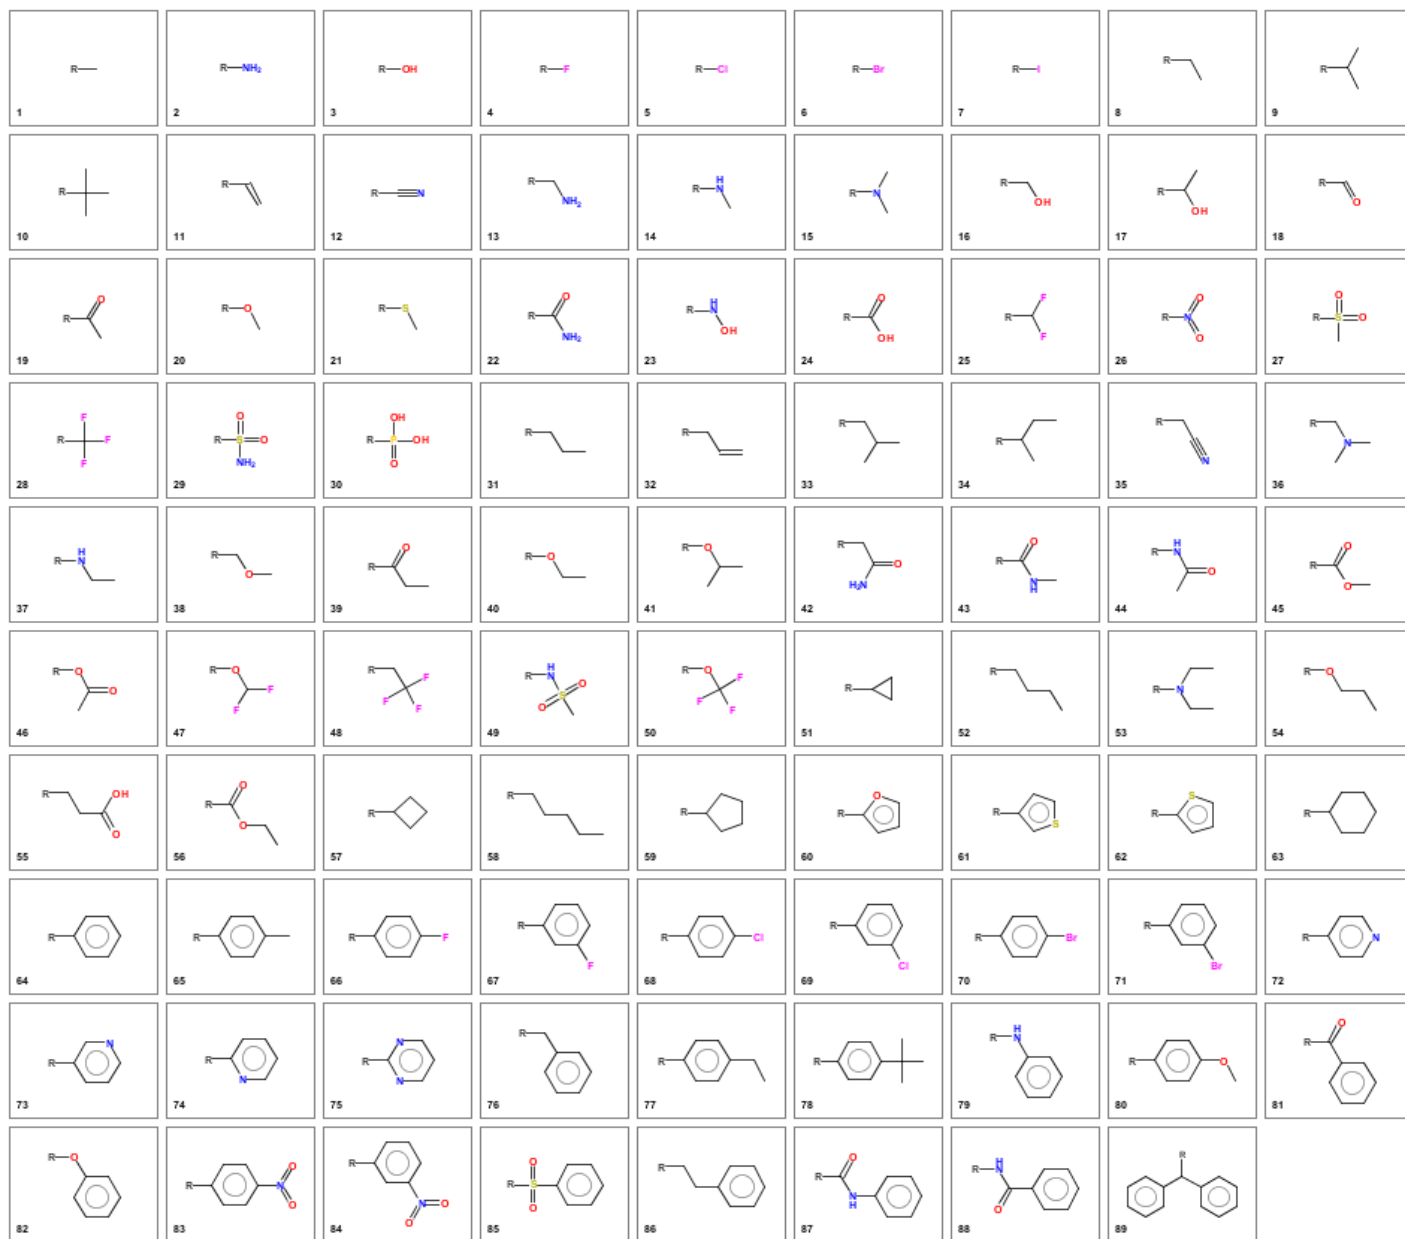 R
1
R NH₂
2
R OH
3
R F
4
R Cl
5
R Br
6
R I
7
R
8
R
9
R
10
R
11
R N
12
R NH₂
13
R H N
14
R N
15
R OH
16
R OH
17
R O
18
R O
19
R O
20
R S
21
R O NH₂
22
R H N OH
23
R O OH
24
R F F
25
R N O O
26
R O S O
27
R F F F
28
R O S O NH₂
29
R OH P OH O
30
R
31
R
32
R
33
R
34
R N
35
R N
36
R H N
37
R O
38
R O
39
R O
40
R O
41
R O H₂N
42
R O N H
43
R H N O
44
R O O
45
R O O
46
R O F F
47
R F F F
48
R H N O S O
49
R O F F F
50
R
51
R
52
R N
53
R O
54
R OH O
55
R O O
56
R
57
R
58
R
59
R O
60
R S
61
R S
62
R
63
R
64
R
65
R F
66
R F
67
R Cl
68
R Cl
69
R Br
70
R Br
71
R N
72
R N
73
R N
74
R N N
75
R
76
R
77
R
78
R H N
79
R O
80
R O
81
R O
82
R N O O
83
R N O O
84
R O S O
85
R
86
R O N H
87
R H N O
88
R
89